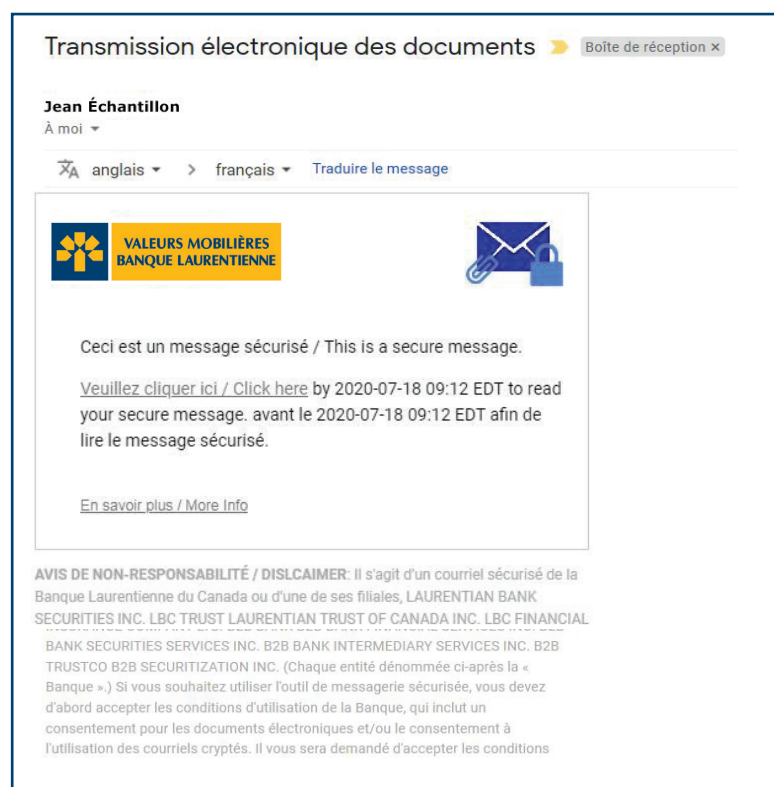 Transmission électronique des documents
Boîte de réception ×
Jean Échantillon
À moi
anglais > français Traduire le message
VALEURS MOBILIÈRES
BANQUE LAURENTIENNE
Ceci est un message sécurisé / This is a secure message.
Veuillez cliquer ici / Click here by 2020-07-18 09:12 EDT to read
your secure message. avant le 2020-07-18 09:12 EDT afin de
lire le message sécurisé.
En savoir plus / More Info
AVIS DE NON-RESPONSABILITÉ / DISLCAIMER: Il s'agit d'un courriel sécurisé de la
Banque Laurentienne du Canada ou d'une de ses filiales, LAURENTIAN BANK
SECURITIES INC. LBC TRUST LAURENTIAN TRUST OF CANADA INC. LBC FINANCIAL
BANK SECURITIES SERVICES INC. B2B BANK INTERMEDIARY SERVICES INC. B2B
TRUSTCO B2B SECURITIZATION INC. (Chaque entité dénommée ci-après la «
Banque ».) Si vous souhaitez utiliser l'outil de messagerie sécurisée, vous devez
d'abord accepter les conditions d'utilisation de la Banque, qui inclut un
consentement pour les documents électroniques et/ou le consentement à
l'utilisation des courriels cryptés. Il vous sera demandé d'accepter les conditions